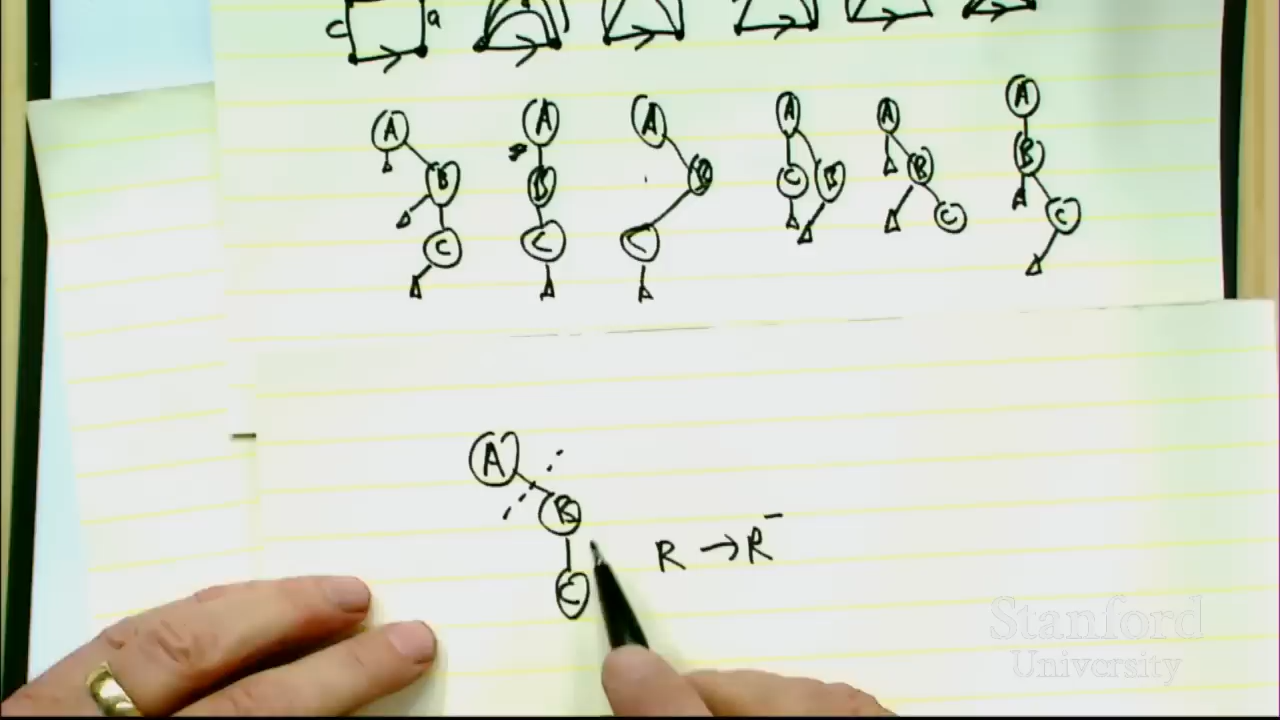 c a
A A A A A A
B B B C B B B
C C C C C
A
B
R → R⁻
C
Stanford
University